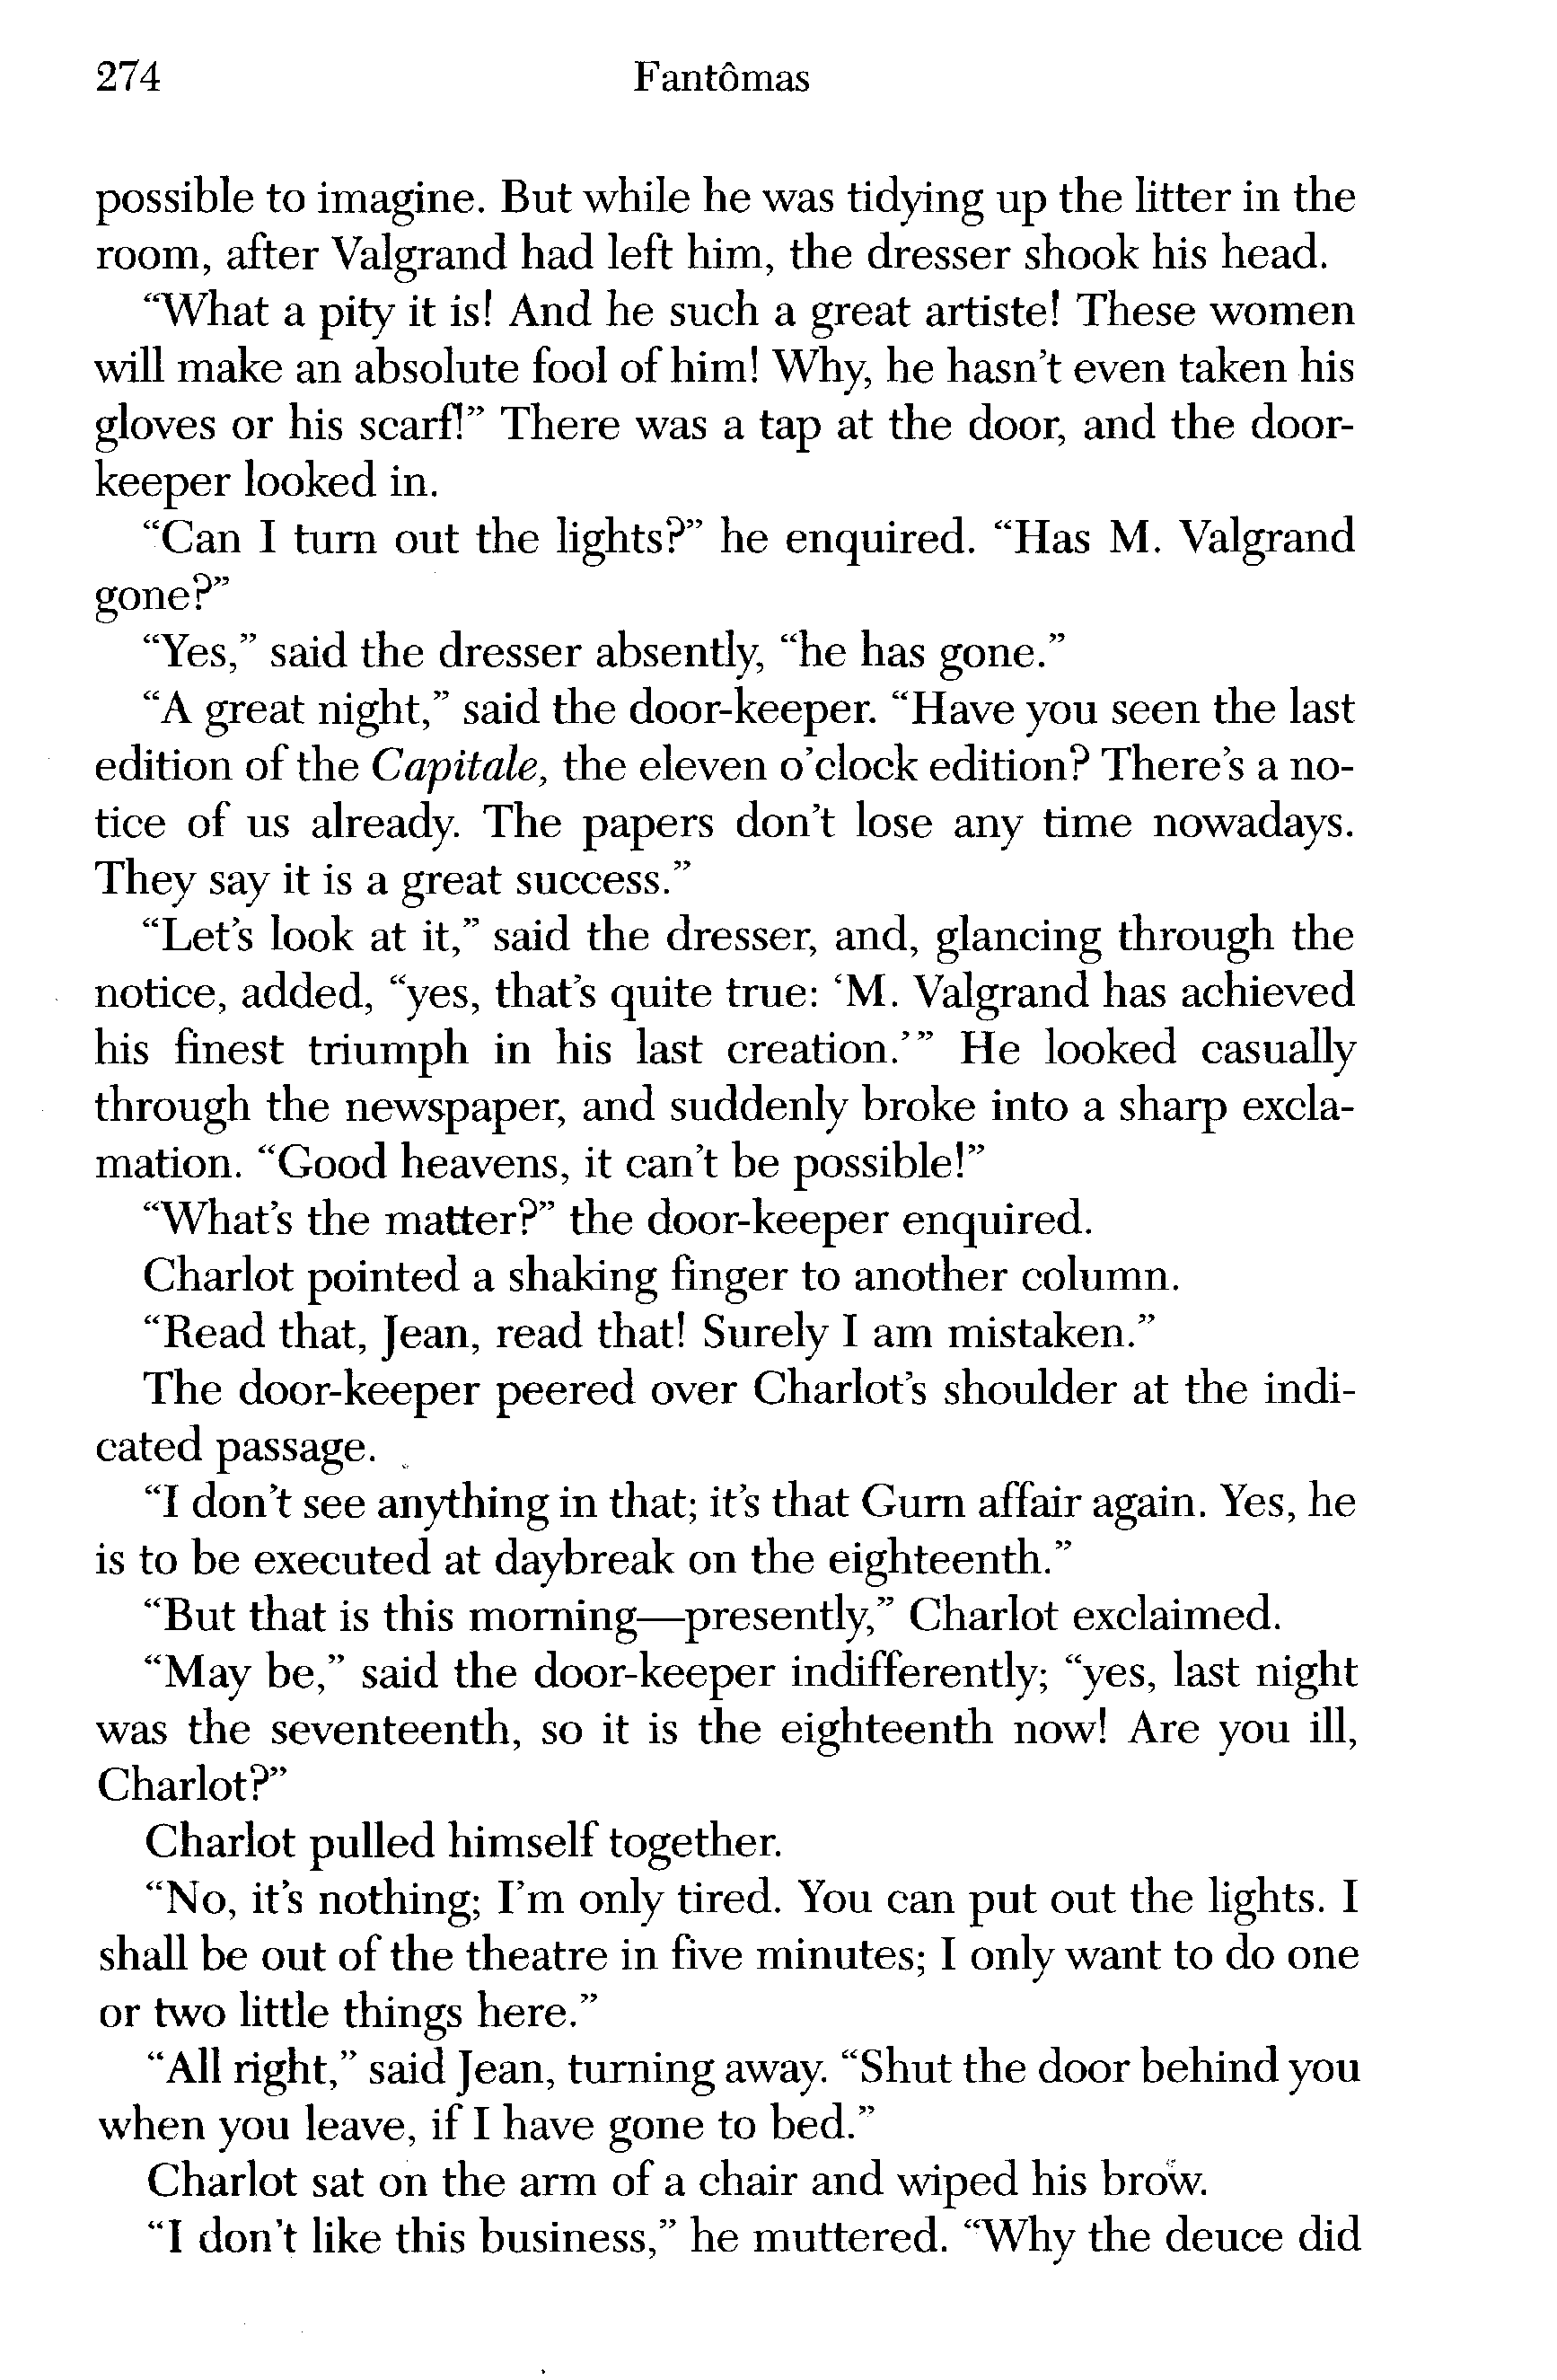 274 Fantômas
possible to imagine. But while he was tidying up the litter in the
room, after Valgrand had left him, the dresser shook his head.
“What a pity it is! And he such a great artiste! These women
will make an absolute fool of him! Why, he hasn’t even taken his
gloves or his scarf!” There was a tap at the door, and the door-
keeper looked in.
“Can I turn out the lights?” he enquired. “Has M. Valgrand
gone?”
“Yes,” said the dresser absently, “he has gone.”
“A great night,” said the door-keeper. “Have you seen the last
edition of the Capitale, the eleven o’clock edition? There’s a no-
tice of us already. The papers don’t lose any time nowadays.
They say it is a great success.”
“Let’s look at it,” said the dresser, and, glancing through the
notice, added, “yes, that’s quite true: ‘M. Valgrand has achieved
his finest triumph in his last creation.’” He looked casually
through the newspaper, and suddenly broke into a sharp excla-
mation. “Good heavens, it can’t be possible!”
“What’s the matter?” the door-keeper enquired.
Charlot pointed a shaking finger to another column.
“Read that, Jean, read that! Surely I am mistaken.”
The door-keeper peered over Charlot’s shoulder at the indi-
cated passage.
“I don’t see anything in that; it’s that Gurn affair again. Yes, he
is to be executed at daybreak on the eighteenth.”
“But that is this morning—presently,” Charlot exclaimed.
“May be,” said the door-keeper indifferently; “yes, last night
was the seventeenth, so it is the eighteenth now! Are you ill,
Charlot?”
Charlot pulled himself together.
“No, it’s nothing; I’m only tired. You can put out the lights. I
shall be out of the theatre in five minutes; I only want to do one
or two little things here.”
“All right,” said Jean, turning away. “Shut the door behind you
when you leave, if I have gone to bed.”
Charlot sat on the arm of a chair and wiped his brow.
“I don’t like this business,” he muttered. “Why the deuce did